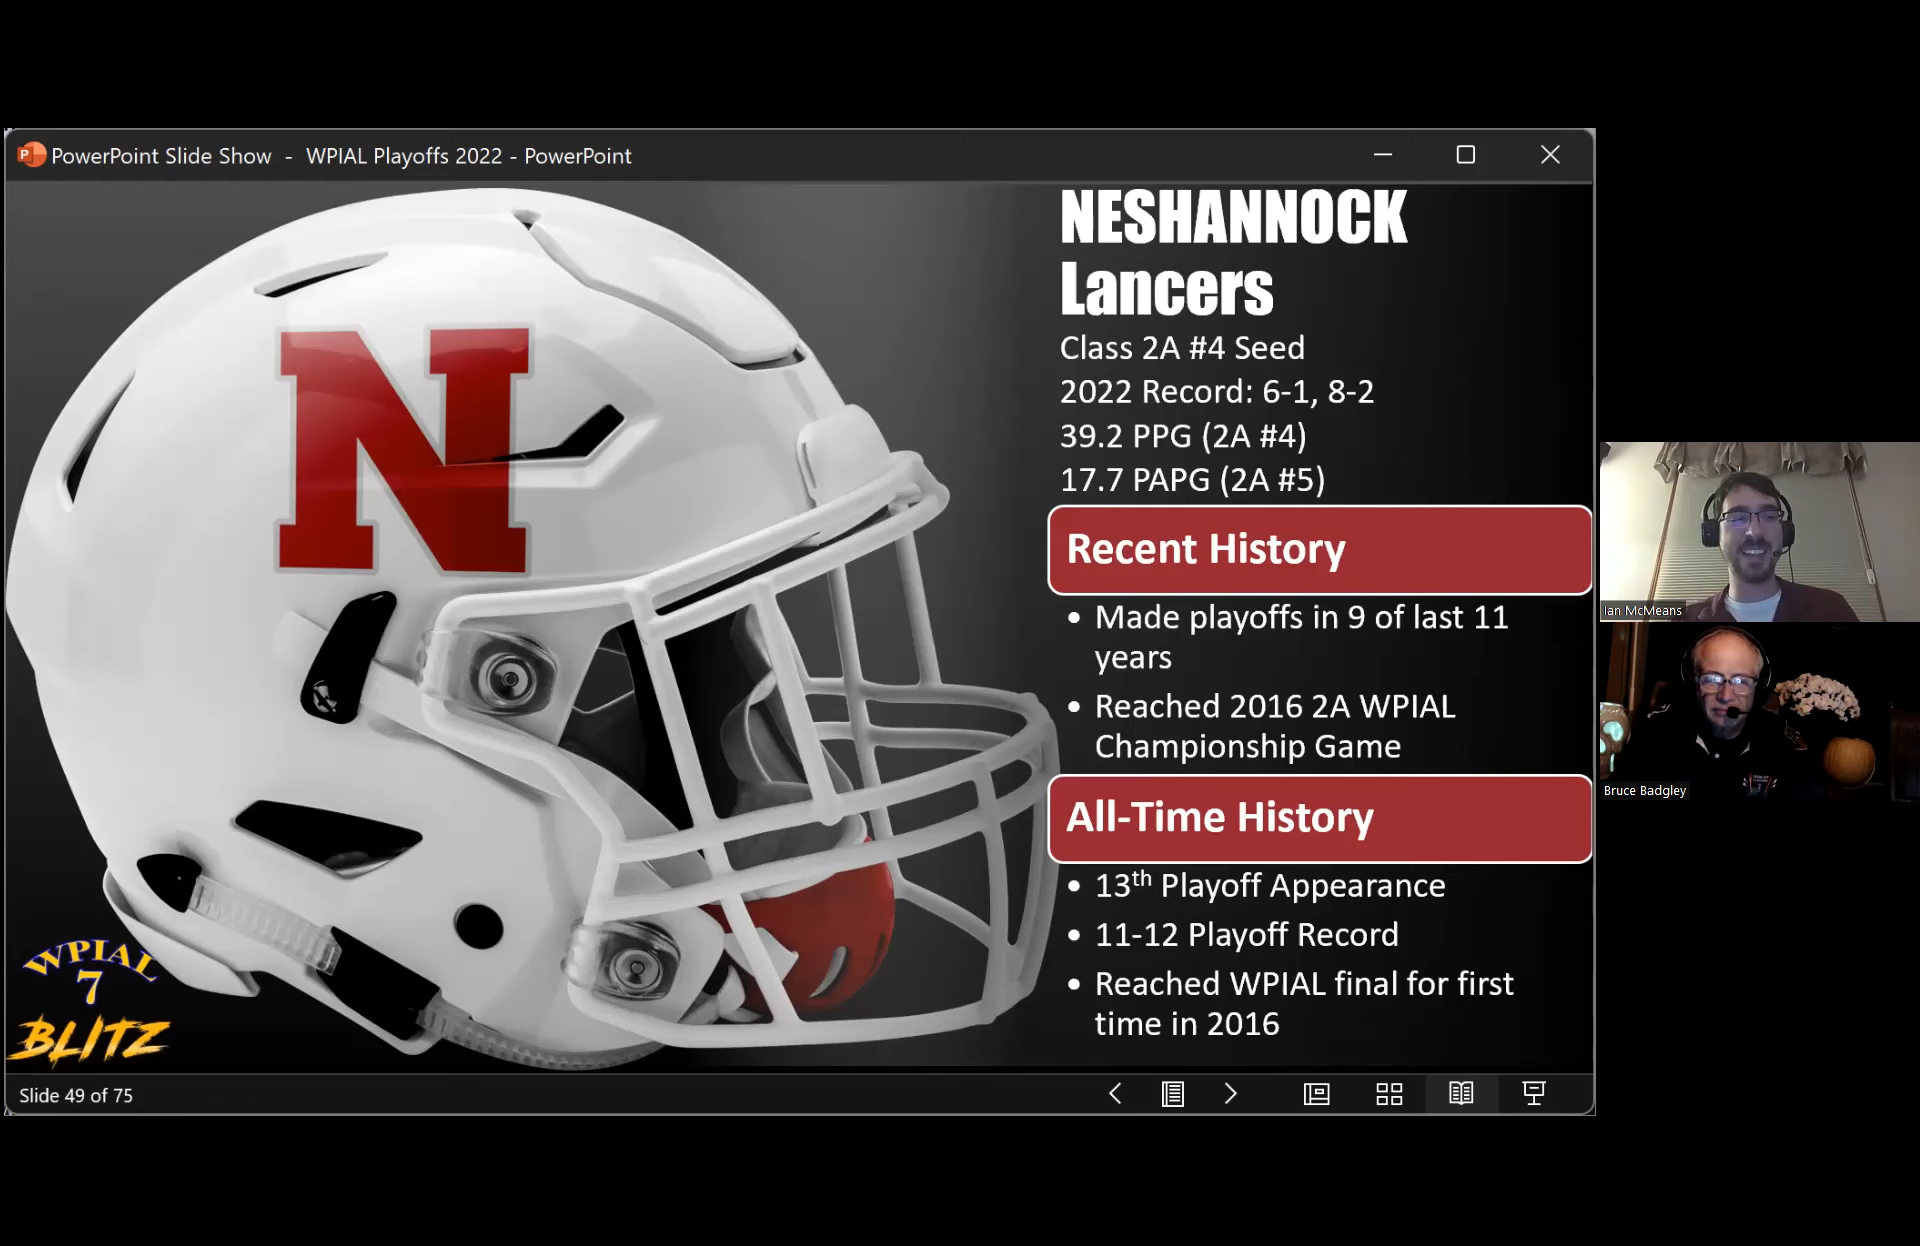 PowerPoint Slide Show - WPIAL Playoffs 2022 - PowerPoint
NESHANNOCK
Lancers
Class 2A #4 Seed
2022 Record: 6-1, 8-2
39.2 PPG (2A #4)
17.7 PAPG (2A #5)
Recent History
• Made playoffs in 9 of last 11
years
• Reached 2016 2A WPIAL
Championship Game
All-Time History
• 13th Playoff Appearance
• 11-12 Playoff Record
• Reached WPIAL final for first
time in 2016
N
WPIAL
7
BLITZ
Slide 49 of 75
Ian McMeans
Bruce Badgley